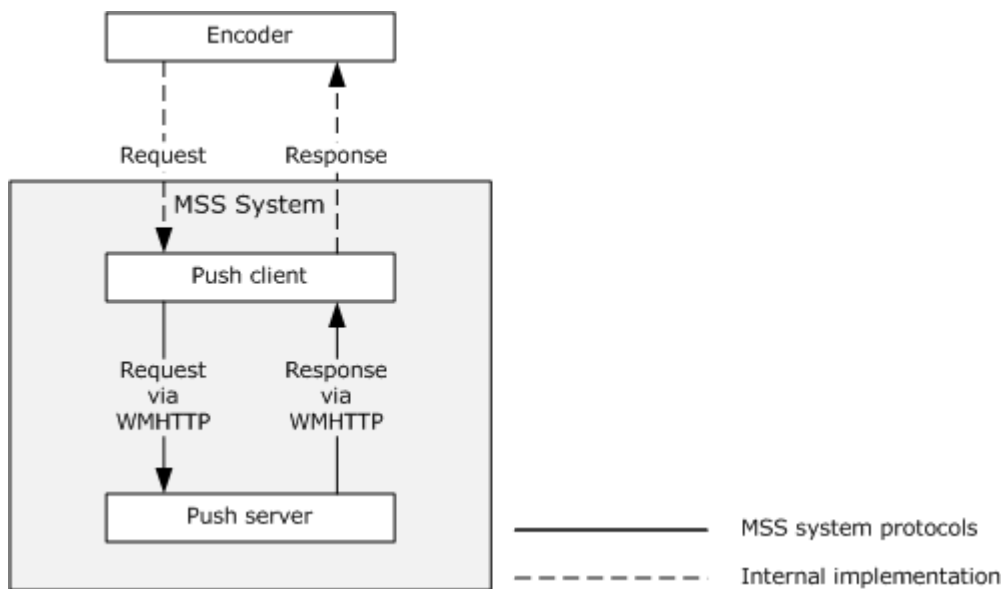 Encoder
Request
Response
MSS System
Push client
Request
via
WMHTTP
Response
via
WMHTTP
Push server
MSS system protocols
Internal implementation